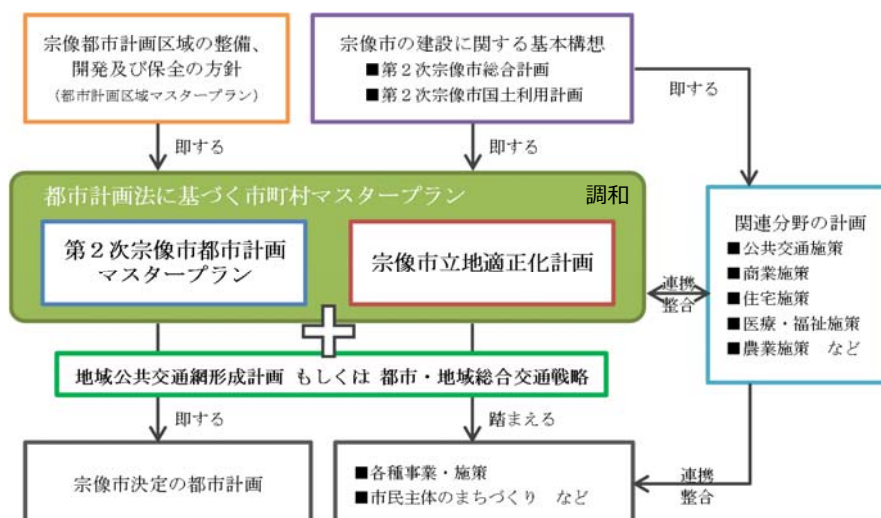 宗像都市計画区域の整備、
開発及び保全の方針
（都市計画区域マスタープラン）
宗像市の建設に関する基本構想
■第２次宗像市総合計画
■第２次宗像市国土利用計画
即する
即する
即する
都市計画法に基づく市町村マスタープラン
調和
第２次宗像市都市計画
マスタープラン
宗像市立地適正化計画
連携
整合
関連分野の計画
■公共交通施策
■商業施策
■住宅施策
■医療・福祉施策
■農業施策　など
地域公共交通網形成計画 もしくは 都市・地域総合交通戦略
即する
踏まえる
宗像市決定の都市計画
■各種事業・施策
■市民主体のまちづくり　など
連携
整合